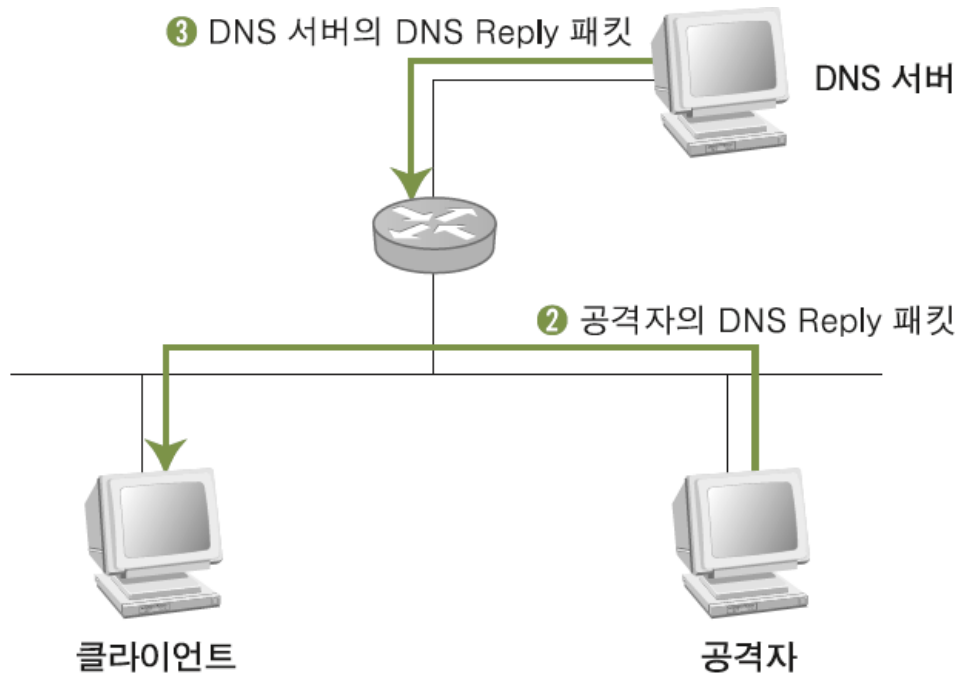 ❸ DNS 서버의 DNS Reply 패킷
DNS 서버
❷ 공격자의 DNS Reply 패킷
클라이언트
공격자